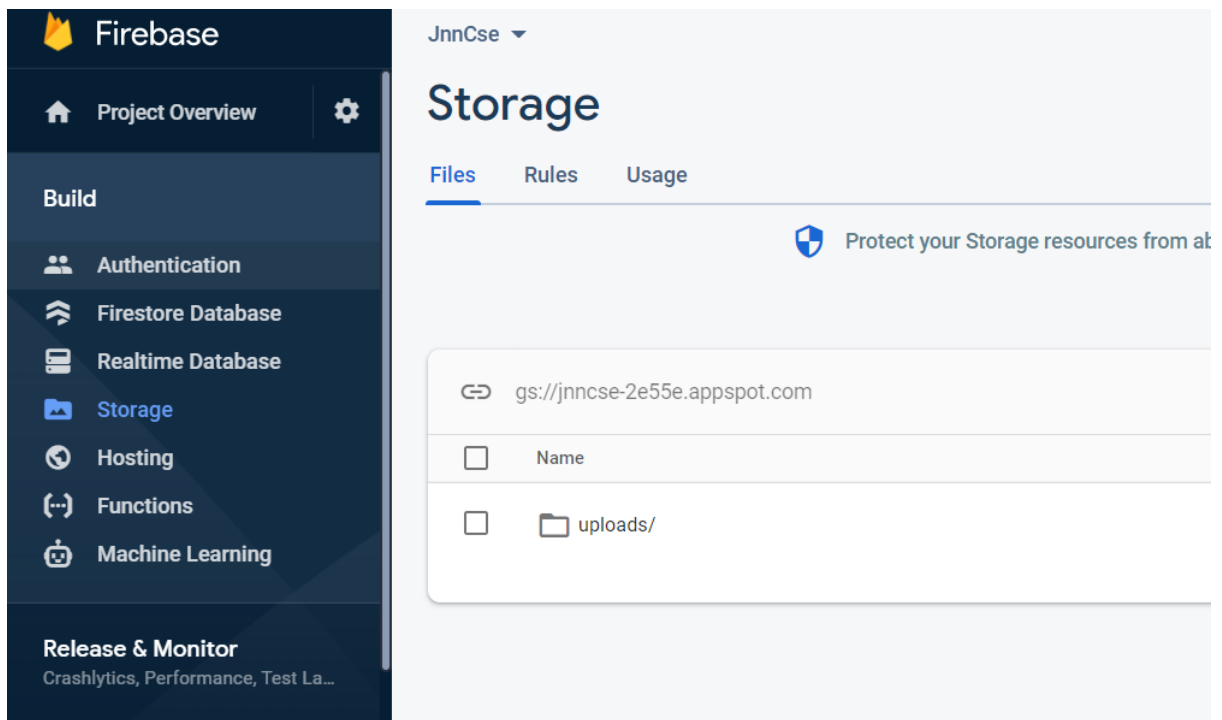 Firebase
Project Overview
Build
Authentication
Firestore Database
Realtime Database
Storage
Hosting
Functions
Machine Learning
Release & Monitor
Crashlytics, Performance, Test La...
JnnCse
Storage
Files Rules Usage
Protect your Storage resources from
gs://jnncse-2e55e.appspot.com
Name
uploads/